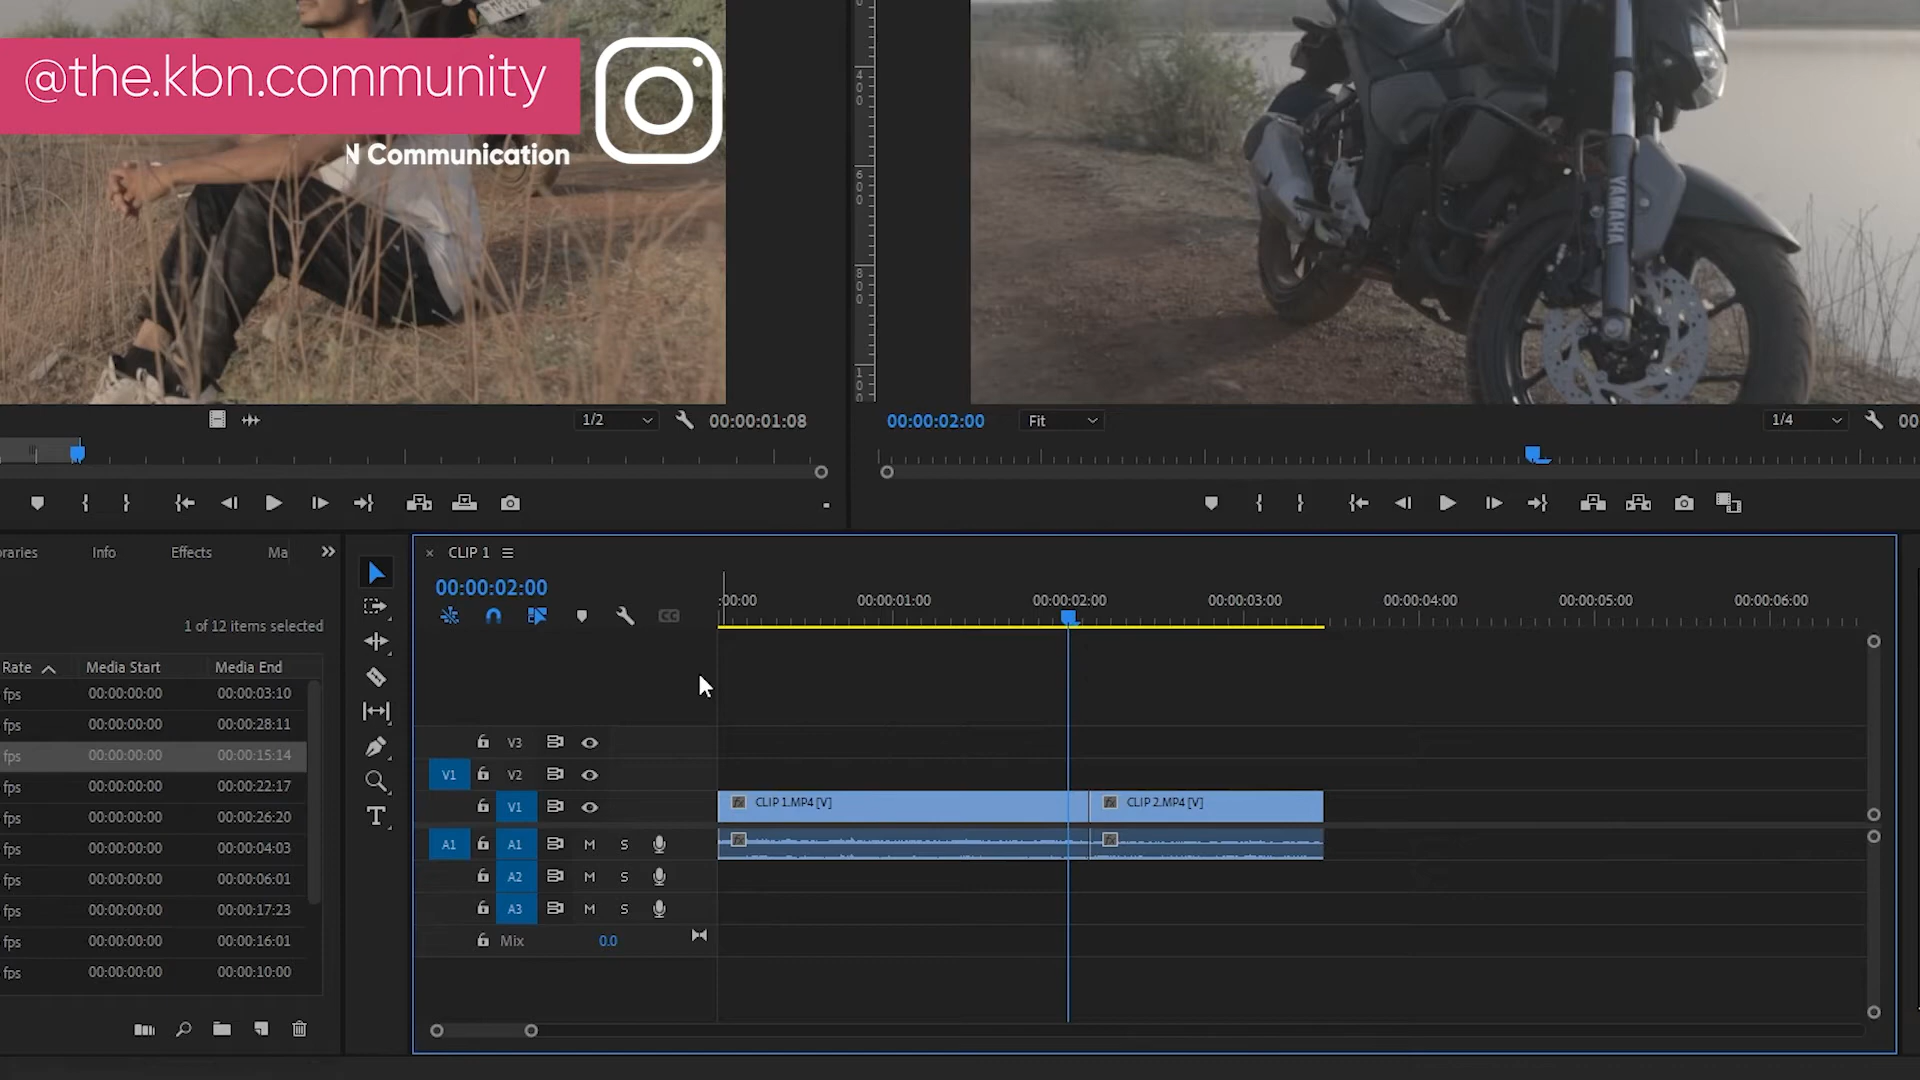 @the.kbn.community
N Communication
YAMAHA
400
600
800
1/2
00:00:01:08
00:00:02:00
Fit
1/4
00
raries
Info
Effects
Ma
1 of 12 items selected
Rate
Media Start
Media End
fps
00:00:00:00
00:00:03:10
fps
00:00:00:00
00:00:28:11
fps
00:00:00:00
00:00:15:14
fps
00:00:00:00
00:00:22:17
fps
00:00:00:00
00:00:26:20
fps
00:00:00:00
00:00:04:03
fps
00:00:00:00
00:00:06:01
fps
00:00:00:00
00:00:17:23
fps
00:00:00:00
00:00:16:01
fps
00:00:00:00
00:00:10:00
CLIP 1
00:00:02:00
:00:00
00:00:01:00
00:00:02:00
00:00:03:00
00:00:04:00
00:00:05:00
00:00:06:00
CC
V3
V1
V2
V1
CLIP 1.MP4 [V]
CLIP 2.MP4 [V]
A1
A1
M
S
A2
M
S
A3
M
S
Mix
0.0